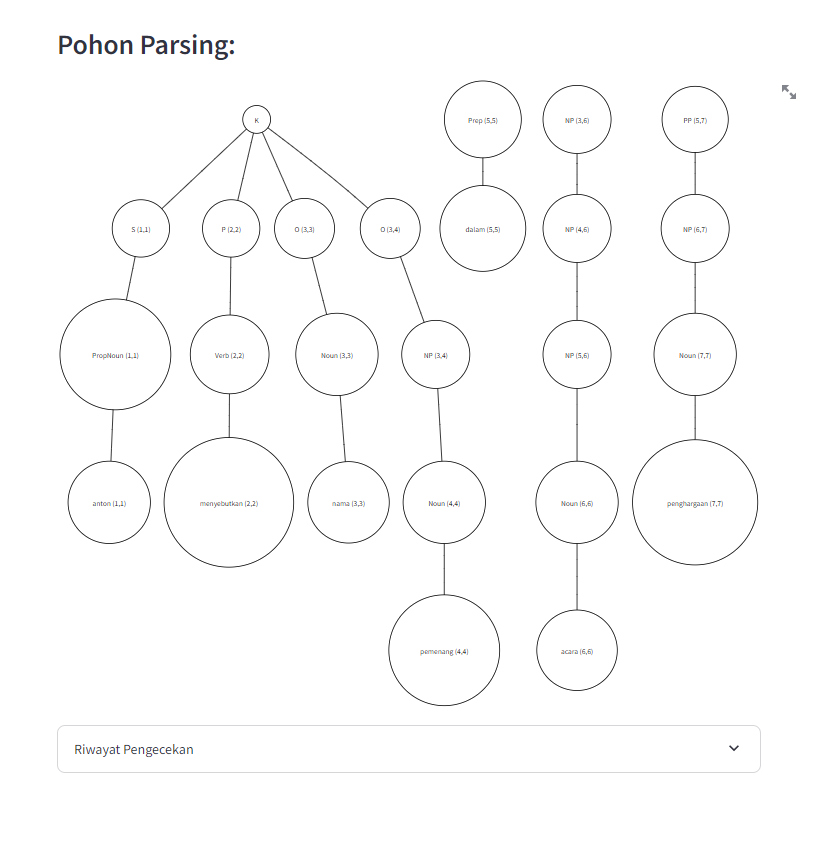 Pohon Parsing:
K
Prep (5,5)
NP (3,6)
PP (5,7)
S (1,1)
P (2,2)
O (3,3)
O (3,4)
dalam (5,5)
NP (4,6)
NP (6,7)
PropNoun (1,1)
Verb (2,2)
Noun (3,3)
NP (3,4)
NP (5,6)
Noun (7,7)
anton (1,1)
menyebutkan (2,2)
nama (3,3)
Noun (4,4)
Noun (6,6)
penghargaan (7,7)
pemenang (4,4)
acara (6,6)
Riwayat Pengecekan